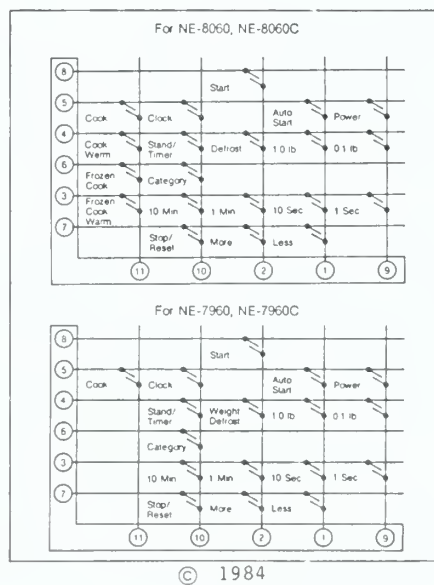 For NE-8060, NE-8060C
8
Start
5
Cook Clock Auto Start Power
4
Cook Warm Stand/ Timer Defrost 1.0 lb 0.1 lb
6
Frozen Cook Category
3
Frozen Cook Warm 10 Min 1 Min 10 Sec 1 Sec
7
Stop/ Reset More Less
11 10 2 1 9
For NE-7960, NE-7960C
8
Start
5
Cook Clock Auto Start Power
4
Stand/ Timer Weight Defrost 1.0 lb 0.1 lb
6
Category
3
10 Min 1 Min 10 Sec 1 Sec
7
Stop/ Reset More Less
11 10 2 1 9
© 1984